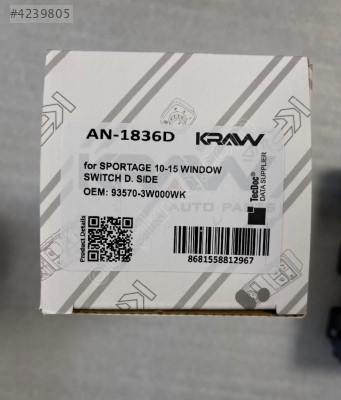 #4239805
AN-1836D KRAW
for SPORTAGE 10-15 WINDOW
SWITCH D. SIDE
OEM: 93570-3W000WK
TecDoc®
DATA SUPPLIER
KRAW
AUTO PARTS
Product Details
8681558812967